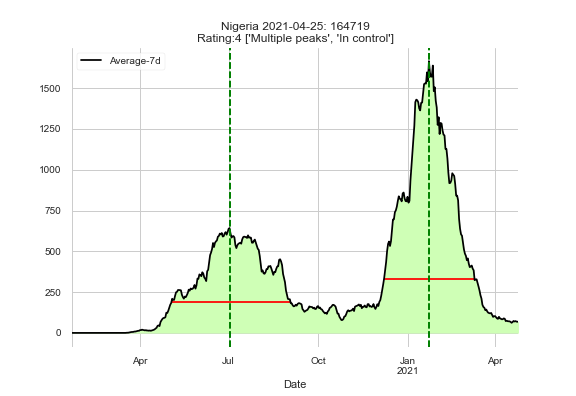 Nigeria 2021-04-25: 164719
Rating:4 ['Multiple peaks', 'In control']
Average-7d
1500
1250
1000
750
500
250
0
Apr
Jul
Oct
Jan
2021
Apr
Date